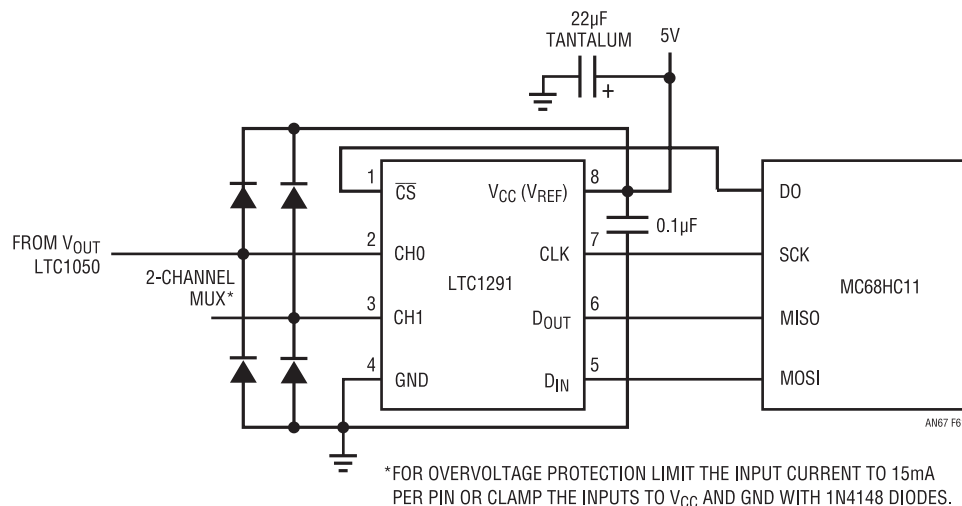 22µF
TANTALUM
5V
+
1
C̅S̅
VCC (VREF)
8
DO
0.1µF
FROM VOUT
LTC1050
2
CH0
CLK
7
SCK
2-CHANNEL
MUX*
LTC1291
MC68HC11
3
CH1
DOUT
6
MISO
4
GND
DIN
5
MOSI
AN67 F6
*FOR OVERVOLTAGE PROTECTION LIMIT THE INPUT CURRENT TO 15mA
PER PIN OR CLAMP THE INPUTS TO VCC AND GND WITH 1N4148 DIODES.